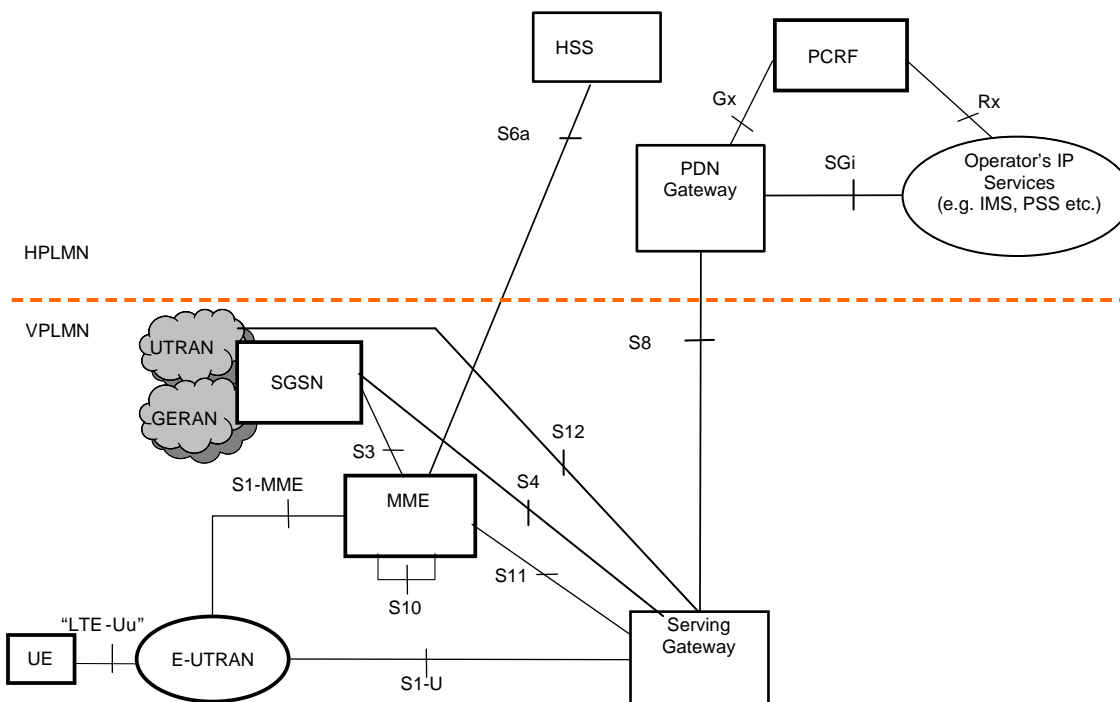 HSS
PCRF
Gx
Rx
S6a
PDN
Gateway
SGi
Operator's IP
Services
(e.g. IMS, PSS etc.)
HPLMN
VPLMN
S8
UTRAN
SGSN
GERAN
S12
S3
S4
S1-MME
MME
S11
S10
"LTE-Uu"
Serving
Gateway
UE
E-UTRAN
S1-U